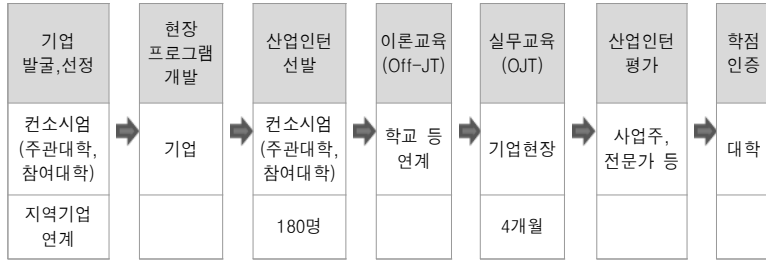 기업
발굴,선정
컨소시엄
(주관대학,
참여대학)
지역기업
연계
현장
프로그램
개발
기업
산업인턴
선발
컨소시엄
(주관대학,
참여대학)
180명
이론교육
(Off-JT)
학교 등
연계
실무교육
(OJT)
기업현장
4개월
산업인턴
평가
사업주,
전문가 등
학점
인증
대학